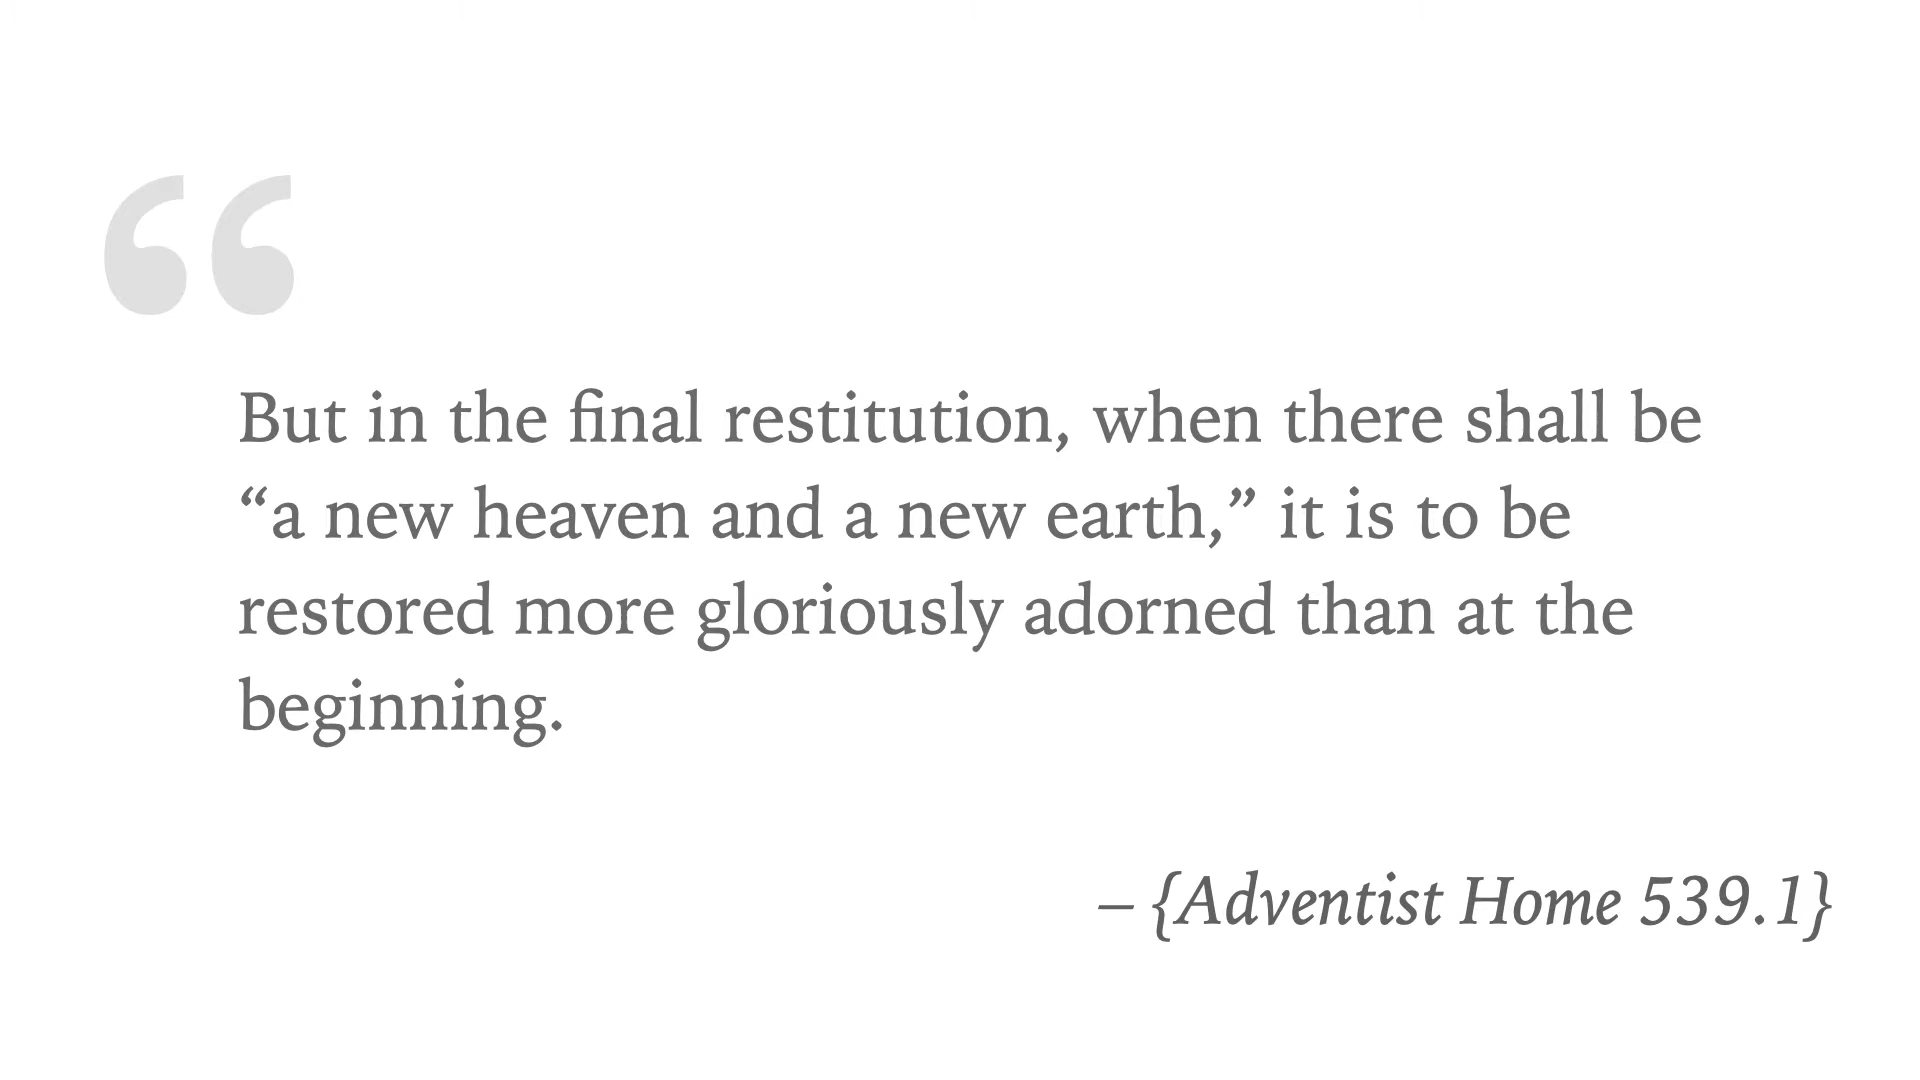 “
But in the final restitution, when there shall be
“a new heaven and a new earth,” it is to be
restored more gloriously adorned than at the
beginning.
– {Adventist Home 539.1}